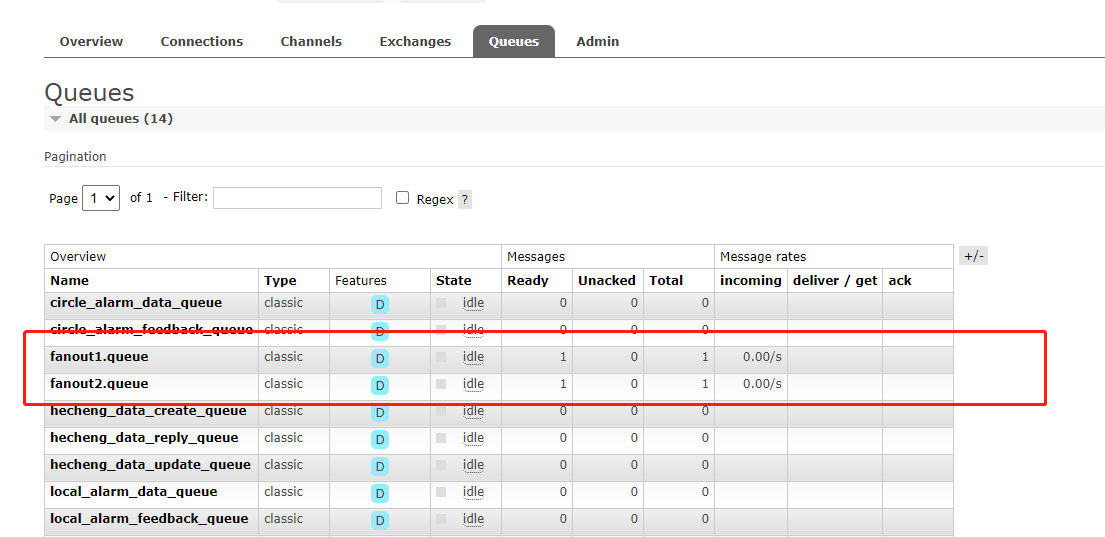 Overview Connections Channels Exchanges Queues Admin
Queues
All queues (14)
Pagination
Page 1 of 1 - Filter: Regex ?
Overview Messages Message rates +/-
Name Type Features State Ready Unacked Total incoming deliver / get ack
circle_alarm_data_queue classic D idle 0 0 0
circle_alarm_feedback_queue classic D idle 0 0 0
fanout1.queue classic D idle 1 0 1 0.00/s
fanout2.queue classic D idle 1 0 1 0.00/s
hecheng_data_create_queue classic D idle 0 0 0
hecheng_data_reply_queue classic D idle 0 0 0
hecheng_data_update_queue classic D idle 0 0 0
local_alarm_data_queue classic D idle 0 0 0
local_alarm_feedback_queue classic D idle 0 0 0